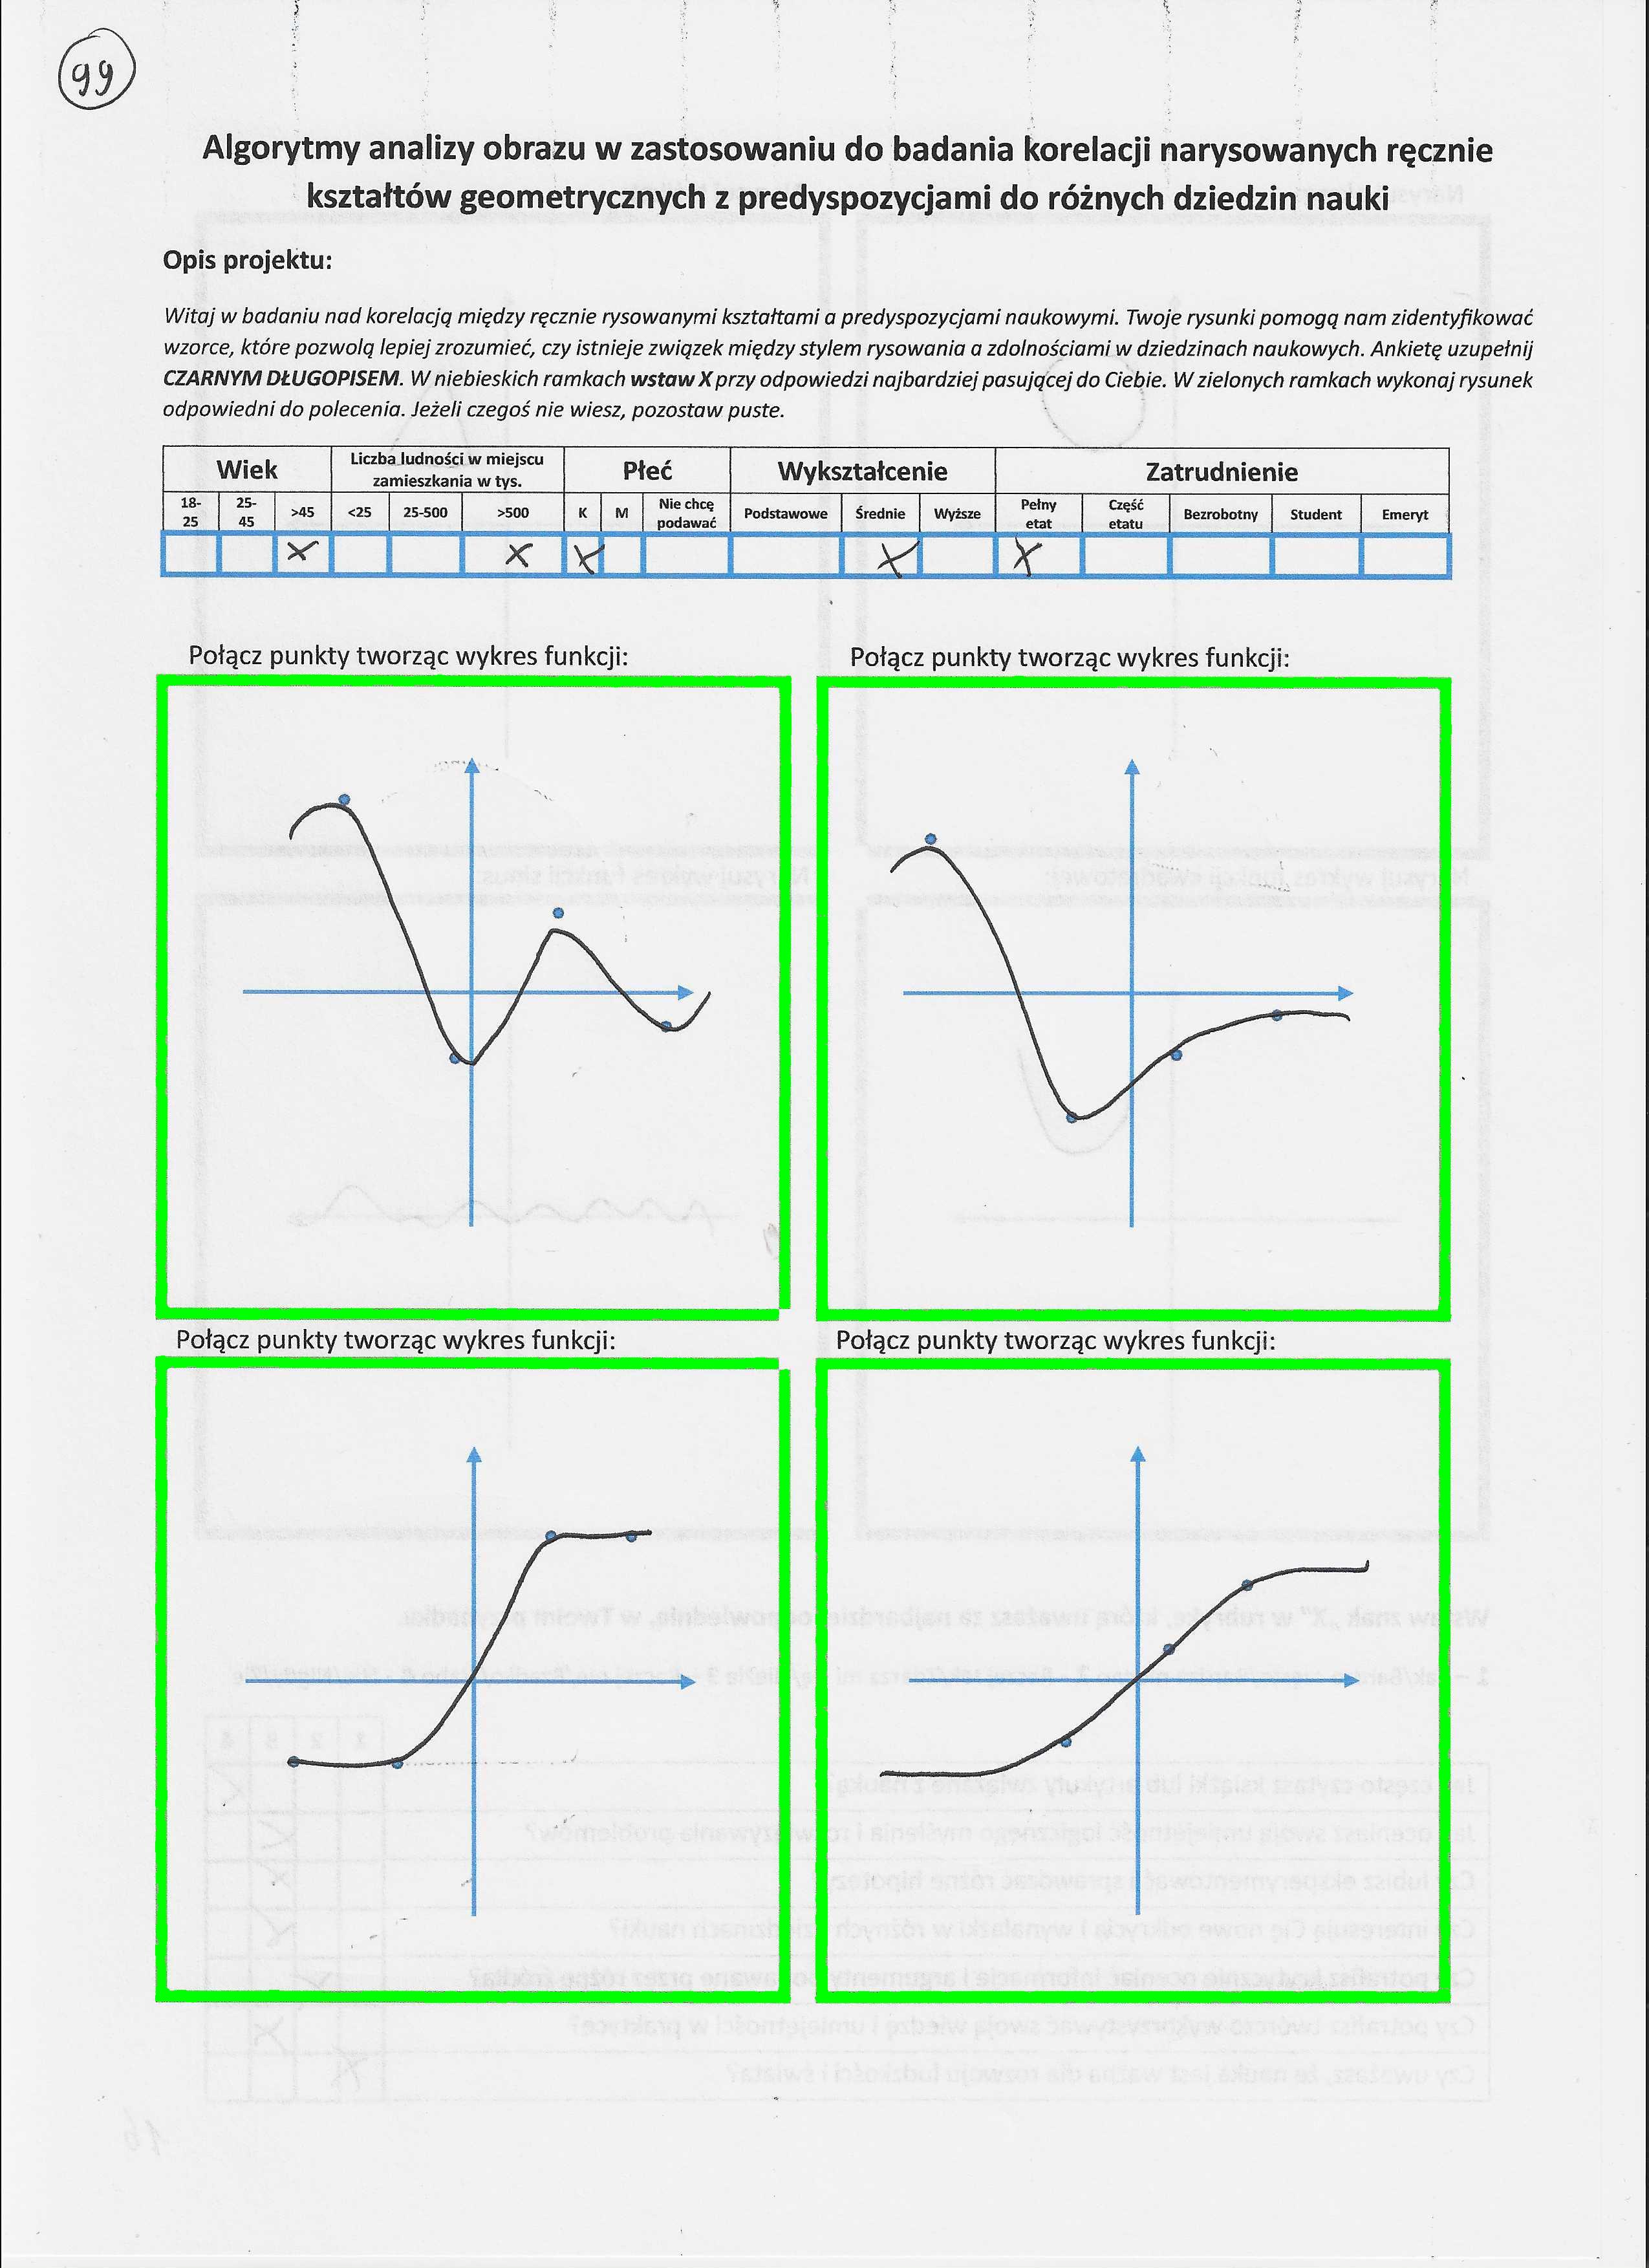 99
Algorytmy analizy obrazu w zastosowaniu do badania korelacji narysowanych ręcznie
kształtów geometrycznych z predyspozycjami do różnych dziedzin nauki
Opis projektu:
Witaj w badaniu nad korelacją między ręcznie rysowanymi kształtami a predyspozycjami naukowymi. Twoje rysunki pomogą nam zidentyfikować
wzorce, które pozwolą lepiej zrozumieć, czy istnieje związek między stylem rysowania a zdolnościami w dziedzinach naukowych. Ankietę uzupełnij
CZARNYM DŁUGOPISEM. W niebieskich ramkach wstaw X przy odpowiedzi najbardziej pasującej do Ciebie. W zielonych ramkach wykonaj rysunek
odpowiedni do polecenia. Jeżeli czegoś nie wiesz, pozostaw puste.
Wiek Liczba ludności w miejscu zamieszkania w tys. Płeć Wykształcenie Zatrudnienie
18-25 25-45 >45 <25 25-500 >500 K M Nie chcę podawać Podstawowe Średnie Wyższe Pełny etat Część etatu Bezrobotny Student Emeryt
X X X X X
Połącz punkty tworząc wykres funkcji: Połącz punkty tworząc wykres funkcji:
Połącz punkty tworząc wykres funkcji: Połącz punkty tworząc wykres funkcji: